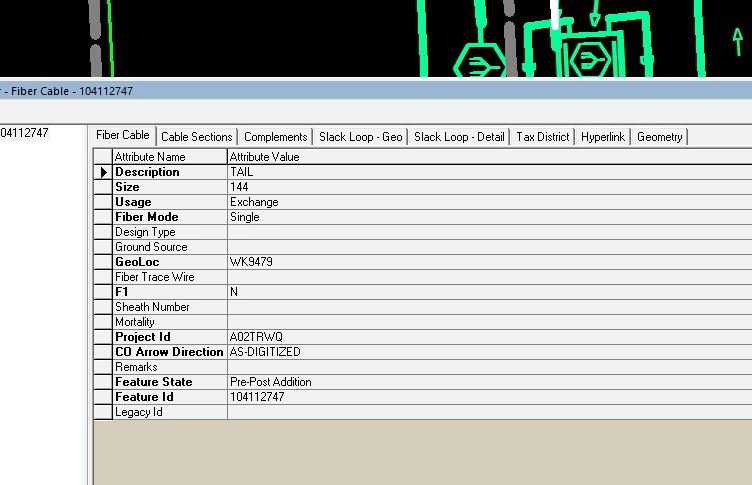 - Fiber Cable - 104112747
04112747
Fiber Cable Cable Sections Complements Slack Loop - Geo Slack Loop - Detail Tax District Hyperlink Geometry
Attribute Name Attribute Value
Description TAIL
Size 144
Usage Exchange
Fiber Mode Single
Design Type
Ground Source
GeoLoc WK9479
Fiber Trace Wire
F1 N
Sheath Number
Mortality
Project Id A02TRWQ
CO Arrow Direction AS-DIGITIZED
Remarks
Feature State Pre-Post Addition
Feature Id 104112747
Legacy Id